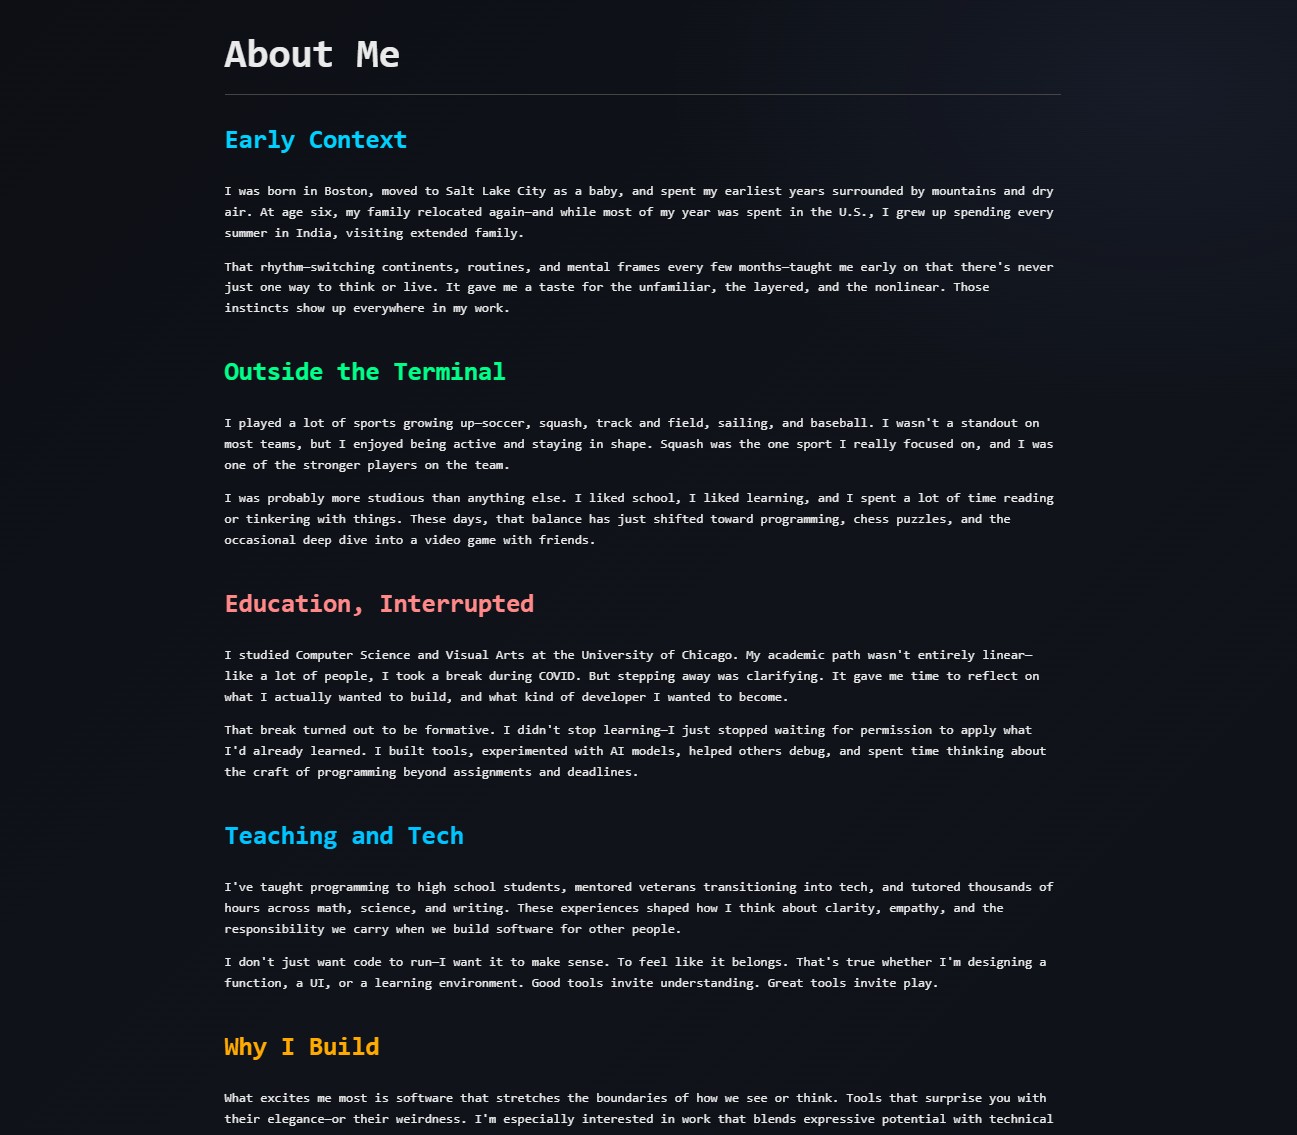 About Me
Early Context
I was born in Boston, moved to Salt Lake City as a baby, and spent my earliest years surrounded by mountains and dry
air. At age six, my family relocated again—and while most of my year was spent in the U.S., I grew up spending every
summer in India, visiting extended family.
That rhythm—switching continents, routines, and mental frames every few months—taught me early on that there's never
just one way to think or live. It gave me a taste for the unfamiliar, the layered, and the nonlinear. Those
instincts show up everywhere in my work.
Outside the Terminal
I played a lot of sports growing up—soccer, squash, track and field, sailing, and baseball. I wasn't a standout on
most teams, but I enjoyed being active and staying in shape. Squash was the one sport I really focused on, and I was
one of the stronger players on the team.
I was probably more studious than anything else. I liked school, I liked learning, and I spent a lot of time reading
or tinkering with things. These days, that balance has just shifted toward programming, chess puzzles, and the
occasional deep dive into a video game with friends.
Education, Interrupted
I studied Computer Science and Visual Arts at the University of Chicago. My academic path wasn't entirely linear—
like a lot of people, I took a break during COVID. But stepping away was clarifying. It gave me time to reflect on
what I actually wanted to build, and what kind of developer I wanted to become.
That break turned out to be formative. I didn't stop learning—I just stopped waiting for permission to apply what
I'd already learned. I built tools, experimented with AI models, helped others debug, and spent time thinking about
the craft of programming beyond assignments and deadlines.
Teaching and Tech
I've taught programming to high school students, mentored veterans transitioning into tech, and tutored thousands of
hours across math, science, and writing. These experiences shaped how I think about clarity, empathy, and the
responsibility we carry when we build software for other people.
I don't just want code to run—I want it to make sense. To feel like it belongs. That's true whether I'm designing a
function, a UI, or a learning environment. Good tools invite understanding. Great tools invite play.
Why I Build
What excites me most is software that stretches the boundaries of how we see or think. Tools that surprise you with
their elegance—or their weirdness. I'm especially interested in work that blends expressive potential with technical